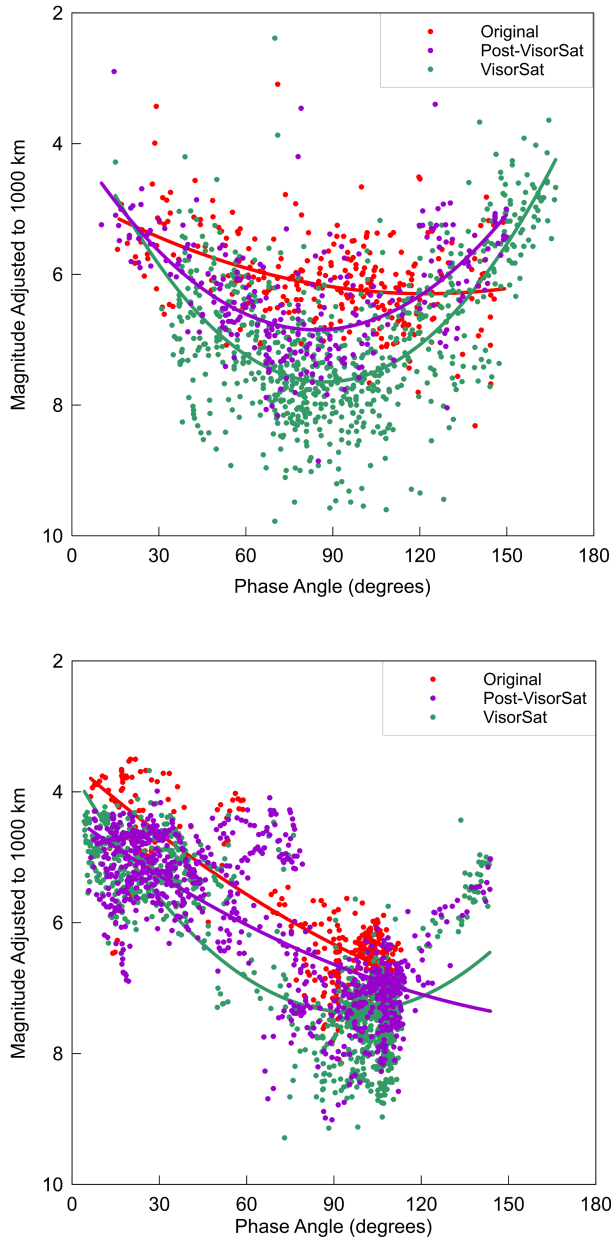 2
Original
Post-VisorSat
VisorSat
4
6
8
10
Magnitude Adjusted to 1000 km
0 30 60 90 120 150 180
Phase Angle (degrees)
2
Original
Post-VisorSat
VisorSat
4
6
8
10
Magnitude Adjusted to 1000 km
0 30 60 90 120 150 180
Phase Angle (degrees)